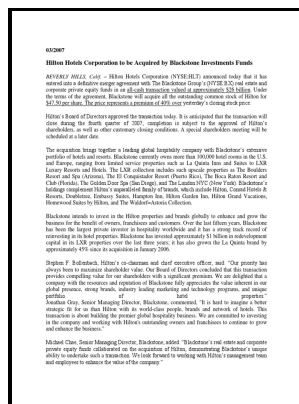 03/2007
Hilton Hotels Corporation to be Acquired by Blackstone Investments Funds
BEVERLY HILLS, Calif. – Hilton Hotels Corporation (NYSE:HLT) announced today that it has
entered into a definitive merger agreement with The Blackstone Group's (NYSE:BX) real estate and
corporate private equity funds in an all-cash transaction valued at approximately $26 billion. Under
the terms of the agreement, Blackstone will acquire all the outstanding common stock of Hilton for
$47.50 per share. The price represents a premium of 40% over yesterday's closing stock price.
Hilton's Board of Directors approved the transaction today. It is anticipated that the transaction will
close during the fourth quarter of 2007, completion is subject to the approval of Hilton's
shareholders, as well as other customary closing conditions. A special shareholders meeting will be
scheduled at a later date.
The acquisition brings together a leading global hospitality company with Blackstone's extensive
portfolio of hotels and resorts. Blackstone currently owns more than 100,000 hotel rooms in the U.S.
and Europe, ranging from limited service properties such as La Quinta Inns and Suites to LXR
Luxury Resorts and Hotels. The LXR collection includes such upscale properties as The Boulders
Resort and Spa (Arizona), The El Conquistador Resort (Puerto Rico), The Boca Raton Resort and
Club (Florida), The Golden Door Spa (San Diego), and The London NYC (New York). Blackstone's
holdings complement Hilton's unparalleled family of brands, which include Hilton, Conrad Hotels &
Resorts, Doubletree, Embassy Suites, Hampton Inn, Hilton Garden Inn, Hilton Grand Vacations,
Homewood Suites by Hilton, and The Waldorf=Astoria Collection.
Blackstone intends to invest in the Hilton properties and brands globally to enhance and grow the
business for the benefit of owners, franchisees and customers. Over the last fifteen years, Blackstone
has been the largest private investor in hospitality worldwide and it has a strong track record of
reinvesting in its hotel properties. Blackstone has invested approximately $1 billion in redevelopment
capital in its LXR properties over the last three years; it has also grown the La Quinta brand by
approximately 45% since its acquisition in January 2006.
Stephen F. Bollenbach, Hilton's co-chairman and chief executive officer, said: "Our priority has
always been to maximize shareholder value. Our Board of Directors concluded that this transaction
provides compelling value for our shareholders with a significant premium. We are delighted that a
company with the resources and reputation of Blackstone fully appreciates the value inherent in our
global presence, strong brands, industry leading marketing and technology programs, and unique
portfolio of hotel properties."
Jonathan Gray, Senior Managing Director, Blackstone, commented, "It is hard to imagine a better
strategic fit for us than Hilton with its world-class people, brands and network of hotels. This
transaction is about building the premier global hospitality business. We are committed to investing
in the company and working with Hilton's outstanding owners and franchisees to continue to grow
and enhance the business."
Michael Chae, Senior Managing Director, Blackstone, added: "Blackstone's real estate and corporate
private equity funds collaborated on the acquisition of Hilton, demonstrating Blackstone's unique
ability to undertake such a transaction. We look forward to working with Hilton's management team
and employees to enhance the value of the company."